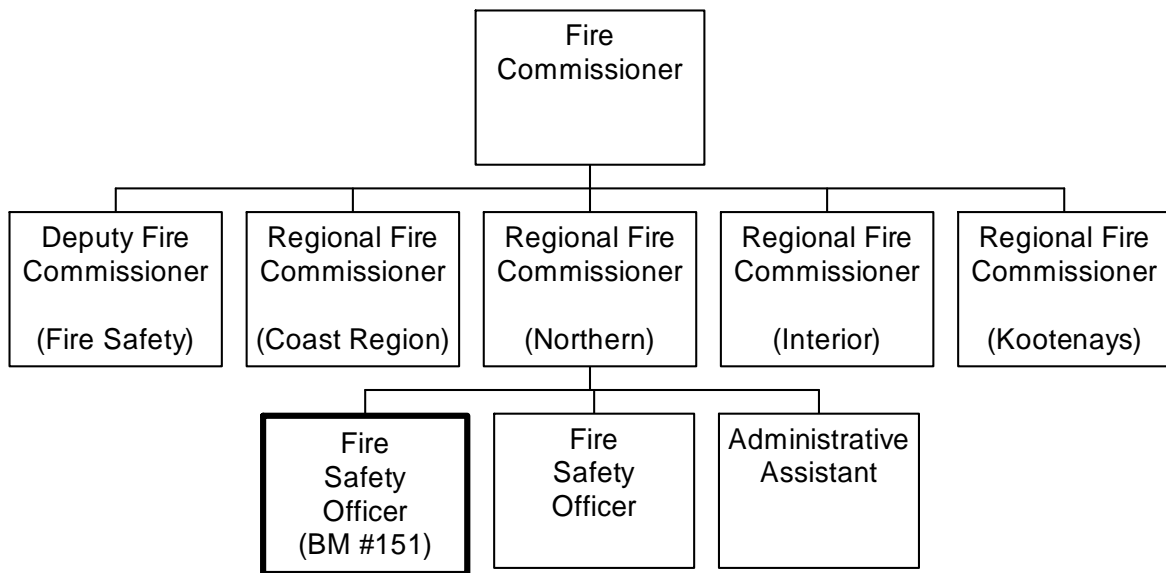 Fire
Commissioner
Deputy Fire
Commissioner
(Fire Safety)
Regional Fire
Commissioner
(Coast Region)
Regional Fire
Commissioner
(Northern)
Regional Fire
Commissioner
(Interior)
Regional Fire
Commissioner
(Kootenays)
Fire
Safety
Officer
(BM #151)
Fire
Safety
Officer
Administrative
Assistant